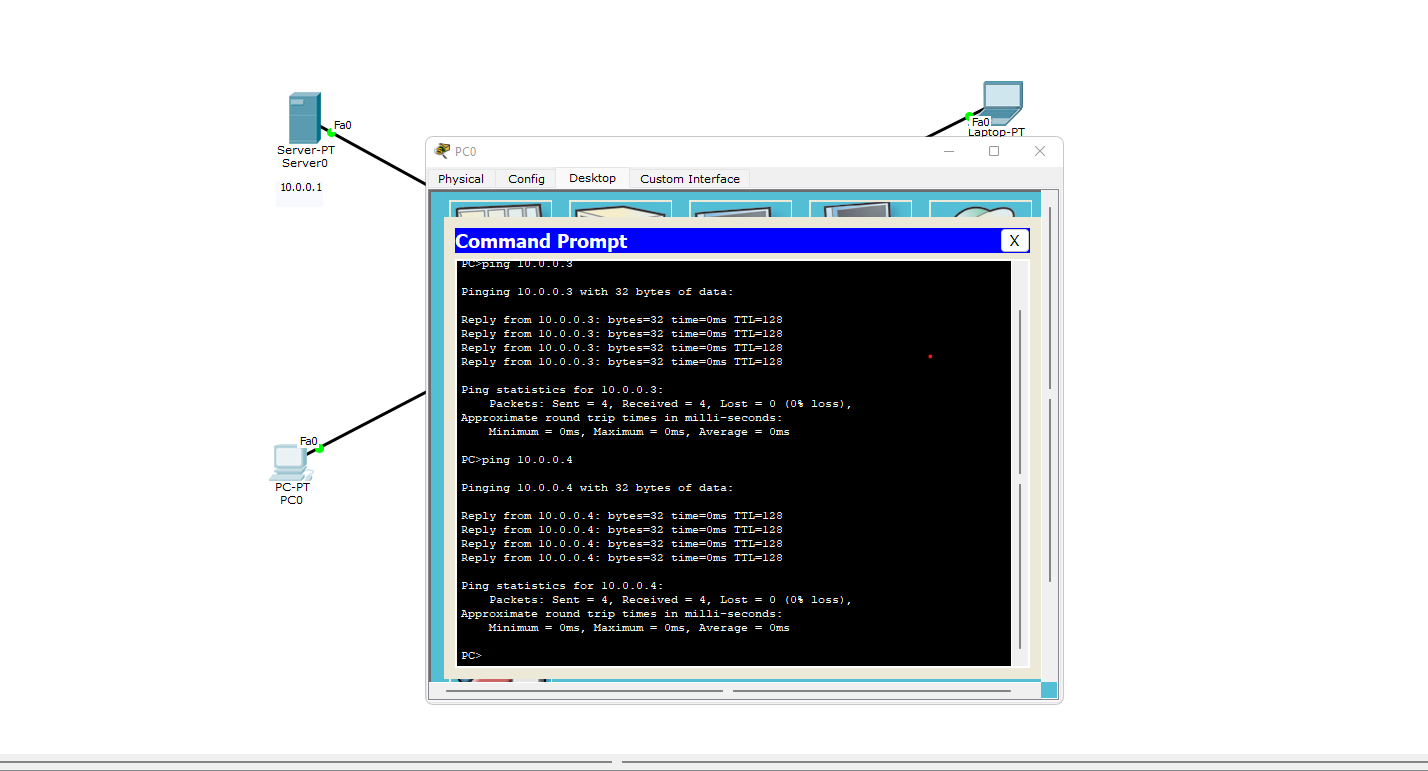 Fa0
Server-PT
Server0
10.0.0.1
Fa0
Laptop-PT
PC0
Physical
Config
Desktop
Custom Interface
Command Prompt
X
PC>ping 10.0.0.3
Pinging 10.0.0.3 with 32 bytes of data:
Reply from 10.0.0.3: bytes=32 time=0ms TTL=128
Reply from 10.0.0.3: bytes=32 time=0ms TTL=128
Reply from 10.0.0.3: bytes=32 time=0ms TTL=128
Reply from 10.0.0.3: bytes=32 time=0ms TTL=128
Ping statistics for 10.0.0.3:
Packets: Sent = 4, Received = 4, Lost = 0 (0% loss),
Approximate round trip times in milli-seconds:
Minimum = 0ms, Maximum = 0ms, Average = 0ms
PC>ping 10.0.0.4
Pinging 10.0.0.4 with 32 bytes of data:
Reply from 10.0.0.4: bytes=32 time=0ms TTL=128
Reply from 10.0.0.4: bytes=32 time=0ms TTL=128
Reply from 10.0.0.4: bytes=32 time=0ms TTL=128
Reply from 10.0.0.4: bytes=32 time=0ms TTL=128
Ping statistics for 10.0.0.4:
Packets: Sent = 4, Received = 4, Lost = 0 (0% loss),
Approximate round trip times in milli-seconds:
Minimum = 0ms, Maximum = 0ms, Average = 0ms
PC>
Fa0
PC-PT
PC0